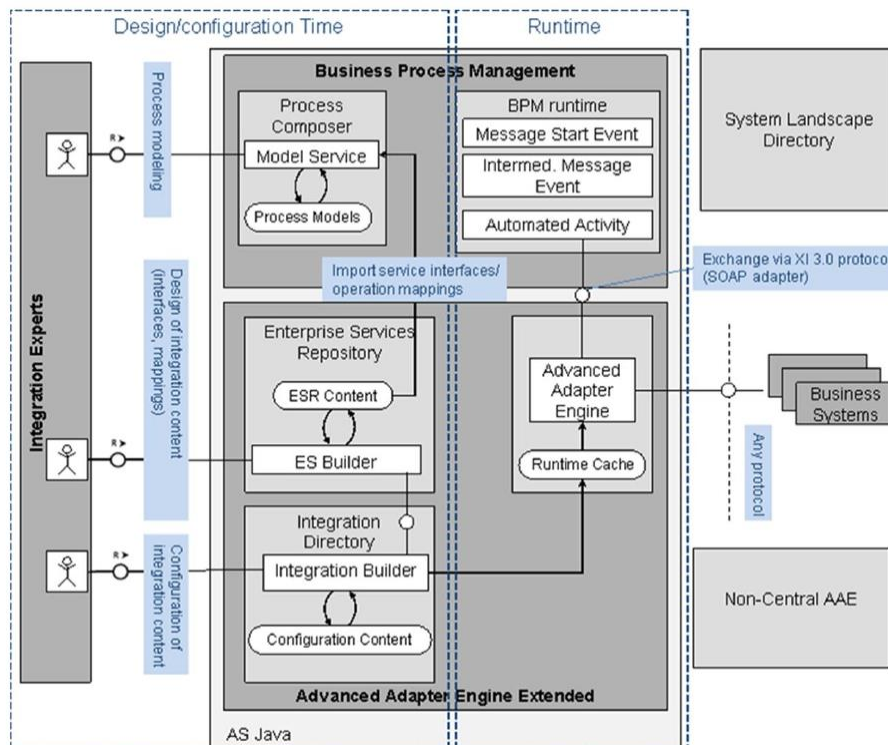 Design/configuration Time
Runtime
Business Process Management
Process
Composer
Model Service
Process Models
BPM runtime
Message Start Event
Intermed. Message
Event
Automated Activity
System Landscape
Directory
Process modeling
Import service interfaces/
operation mappings
Exchange via XI 3.0 protoco
(SOAP adapter)
Integration Experts
Design of integration content
(interfaces, mappings)
Enterprise Services
Repository
ESR Content
ES Builder
Advanced
Adapter
Engine
Runtime Cache
Business
Systems
Any protocol
Integration
Directory
Integration Builder
Configuration Content
Configuration of
integration content
Non-Central AAE
Advanced Adapter Engine Extended
AS Java
R
R
R